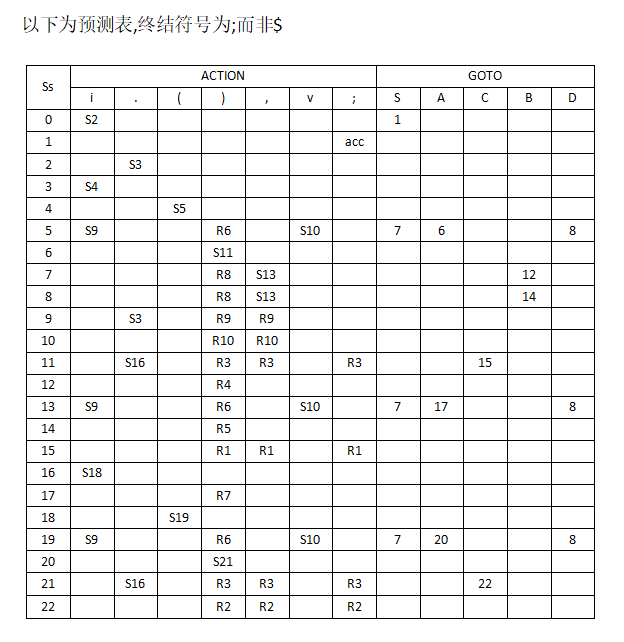 以下为预测表,终结符号为;而非$
Ss ACTION GOTO
i . ( ) , v ; S A C B D
0 S2 1
1 acc
2 S3
3 S4
4 S5
5 S9 R6 S10 7 6 8
6 S11
7 R8 S13 12
8 R8 S13 14
9 S3 R9 R9
10 R10 R10
11 S16 R3 R3 R3 15
12 R4
13 S9 R6 S10 7 17 8
14 R5
15 R1 R1 R1
16 S18
17 R7
18 S19
19 S9 R6 S10 7 20 8
20 S21
21 S16 R3 R3 R3 22
22 R2 R2 R2